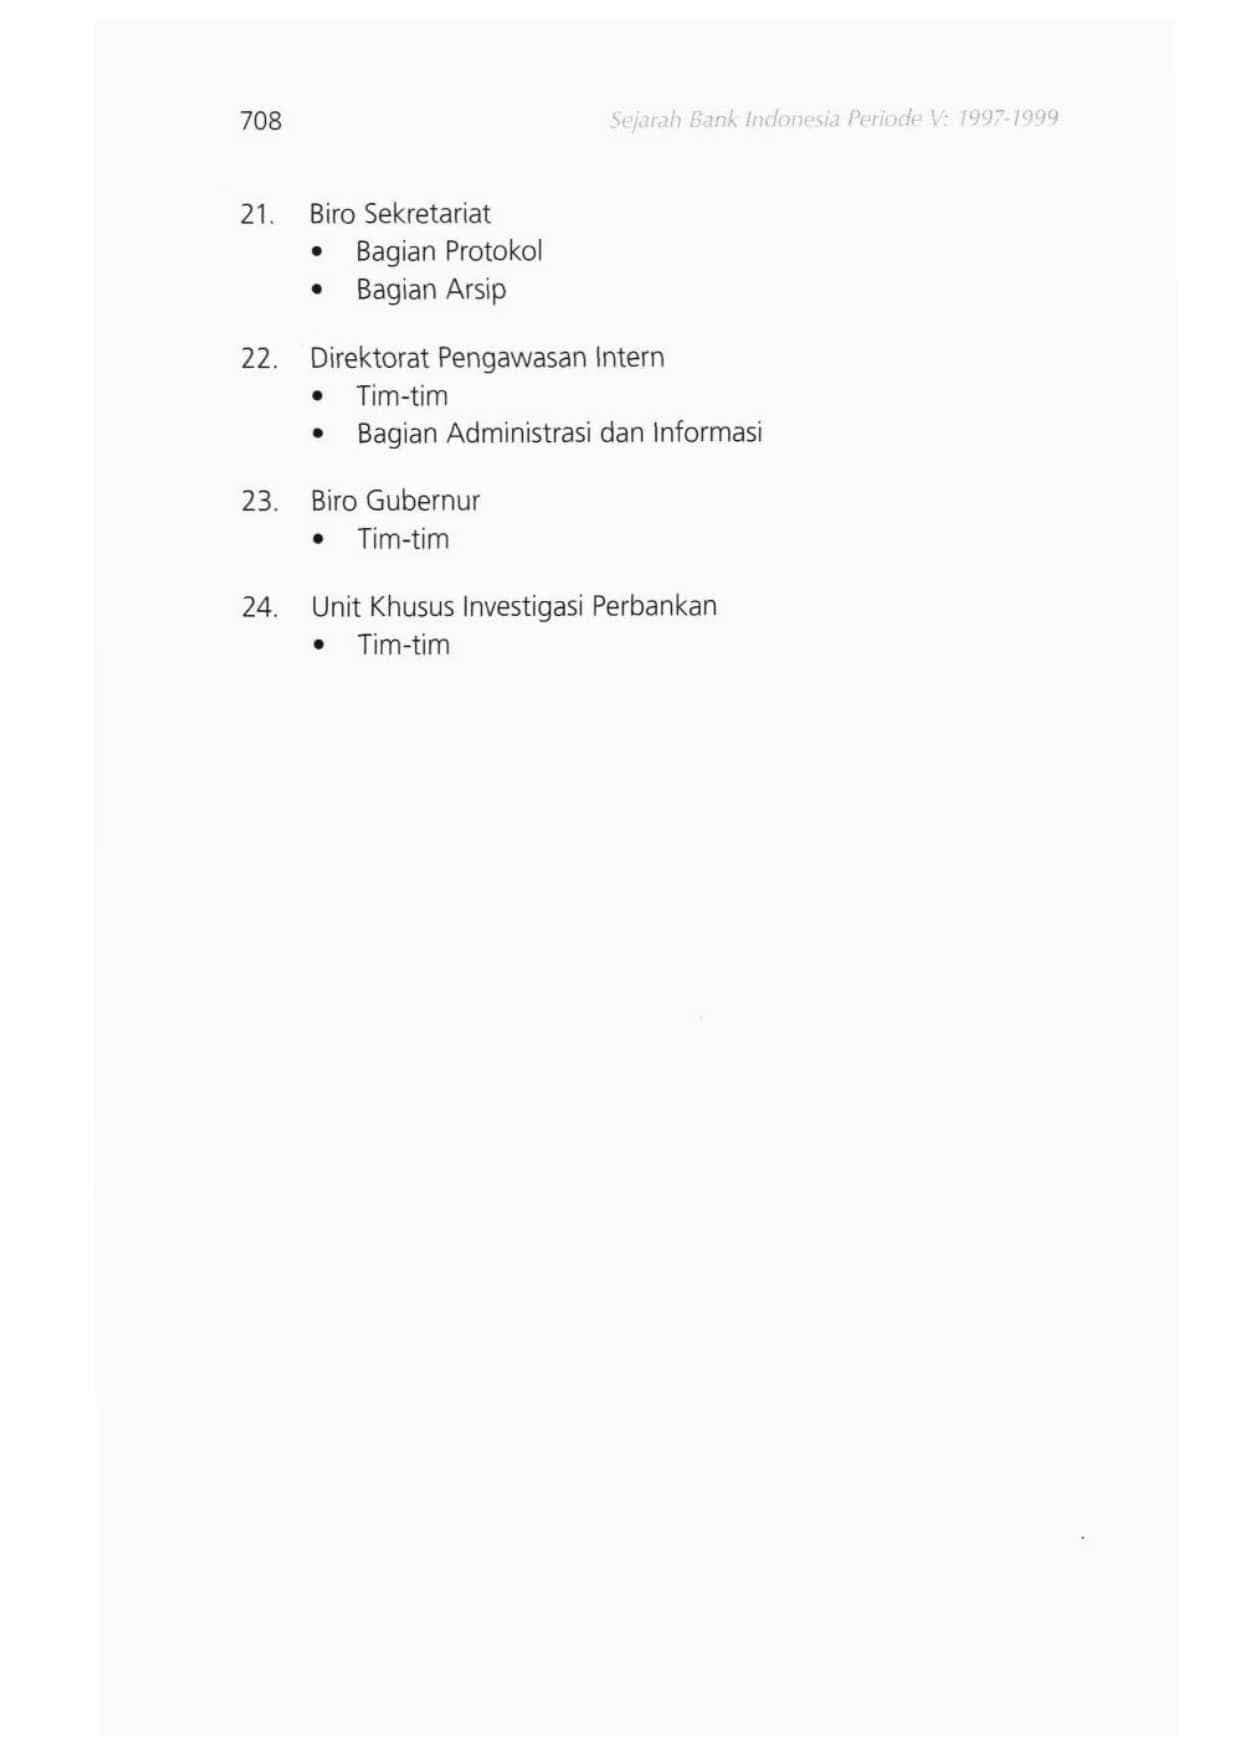 708
Sejarah Bank Indonesia Periode V: 1997-1999
21. Biro Sekretariat
• Bagian Protokol
• Bagian Arsip
22. Direktorat Pengawasan Intern
• Tim-tim
• Bagian Administrasi dan Informasi
23. Biro Gubernur
• Tim-tim
24. Unit Khusus Investigasi Perbankan
• Tim-tim